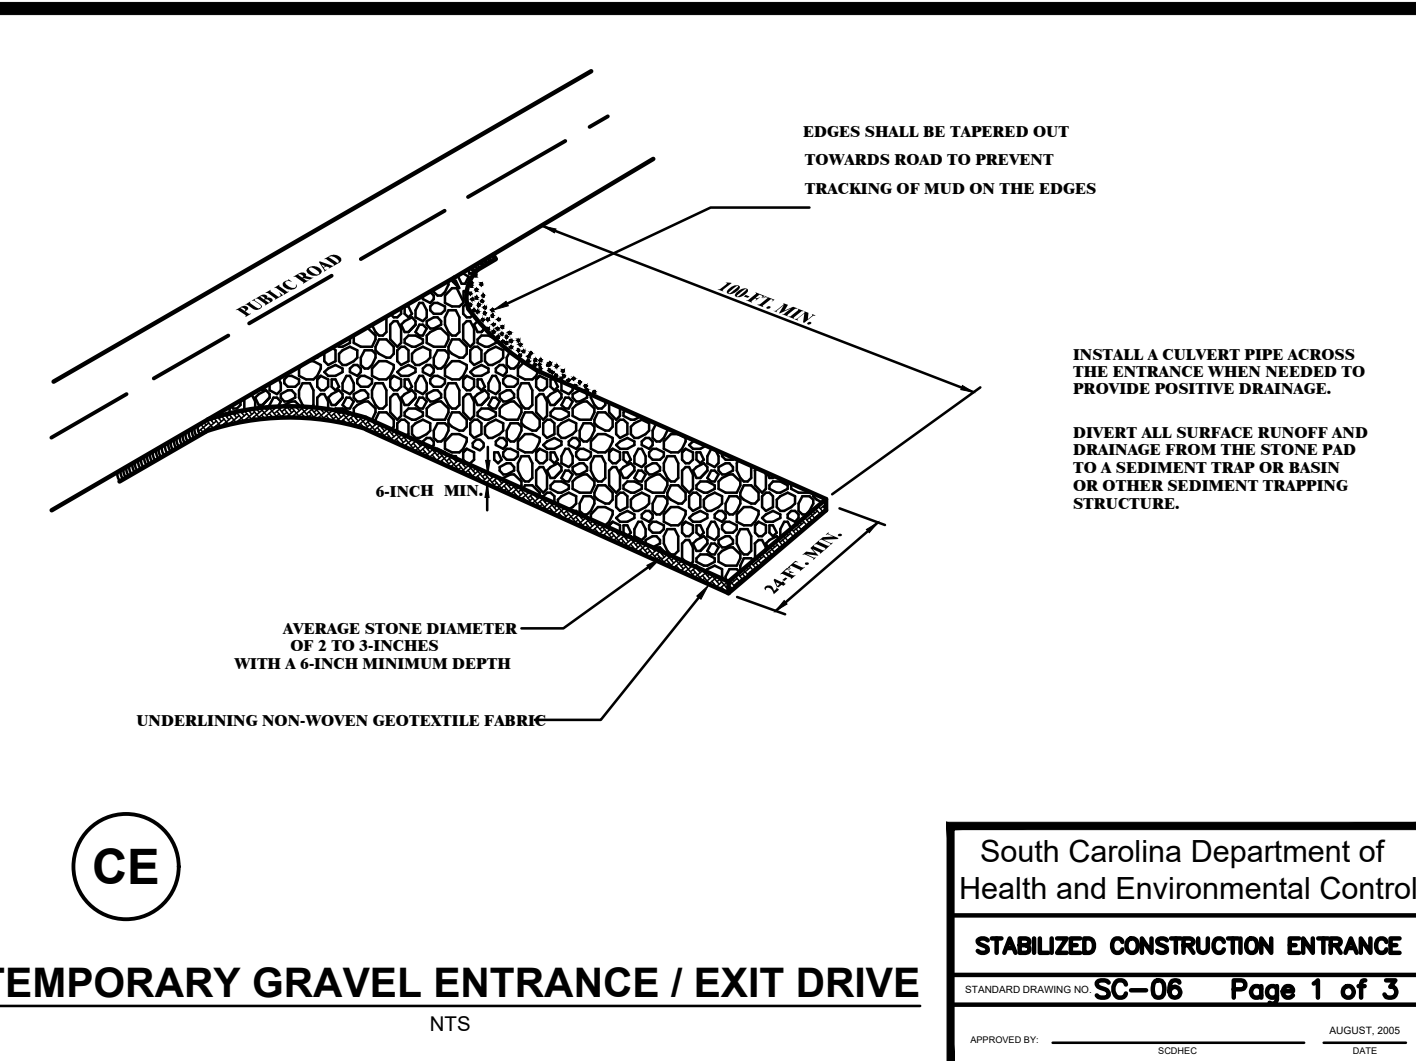 EDGES SHALL BE TAPERED OUT
TOWARDS ROAD TO PREVENT
TRACKING OF MUD ON THE EDGES
PUBLIC ROAD
100-FT. MIN.
INSTALL A CULVERT PIPE ACROSS
THE ENTRANCE WHEN NEEDED TO
PROVIDE POSITIVE DRAINAGE.
DIVERT ALL SURFACE RUNOFF AND
DRAINAGE FROM THE STONE PAD
TO A SEDIMENT TRAP OR BASIN
OR OTHER SEDIMENT TRAPPING
STRUCTURE.
6-INCH MIN.
24-FT. MIN.
AVERAGE STONE DIAMETER
OF 2 TO 3-INCHES
WITH A 6-INCH MINIMUM DEPTH
UNDERLINING NON-WOVEN GEOTEXTILE FABRIC
CE
TEMPORARY GRAVEL ENTRANCE / EXIT DRIVE
NTS
South Carolina Department of
Health and Environmental Control
STABILIZED CONSTRUCTION ENTRANCE
STANDARD DRAWING NO. SC-06 Page 1 of 3
APPROVED BY:
SCDHEC
AUGUST, 2005
DATE